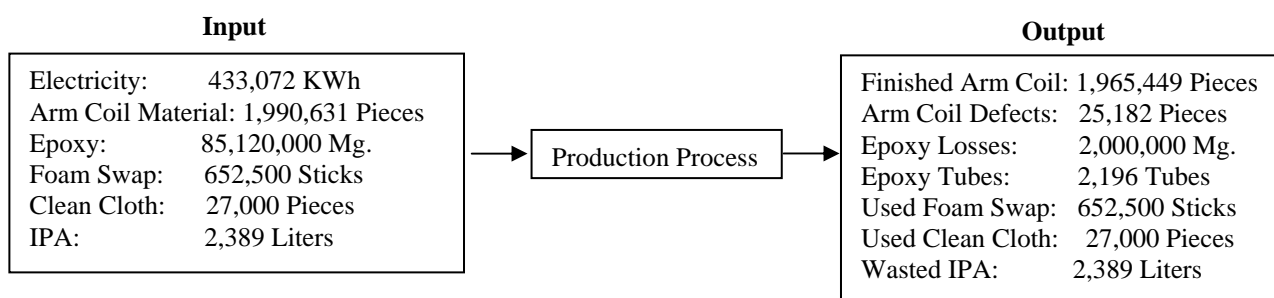 Input
Electricity: 433,072 KWh
Arm Coil Material: 1,990,631 Pieces
Epoxy: 85,120,000 Mg.
Foam Swap: 652,500 Sticks
Clean Cloth: 27,000 Pieces
IPA: 2,389 Liters
Production Process
Output
Finished Arm Coil: 1,965,449 Pieces
Arm Coil Defects: 25,182 Pieces
Epoxy Losses: 2,000,000 Mg.
Epoxy Tubes: 2,196 Tubes
Used Foam Swap: 652,500 Sticks
Used Clean Cloth: 27,000 Pieces
Wasted IPA: 2,389 Liters